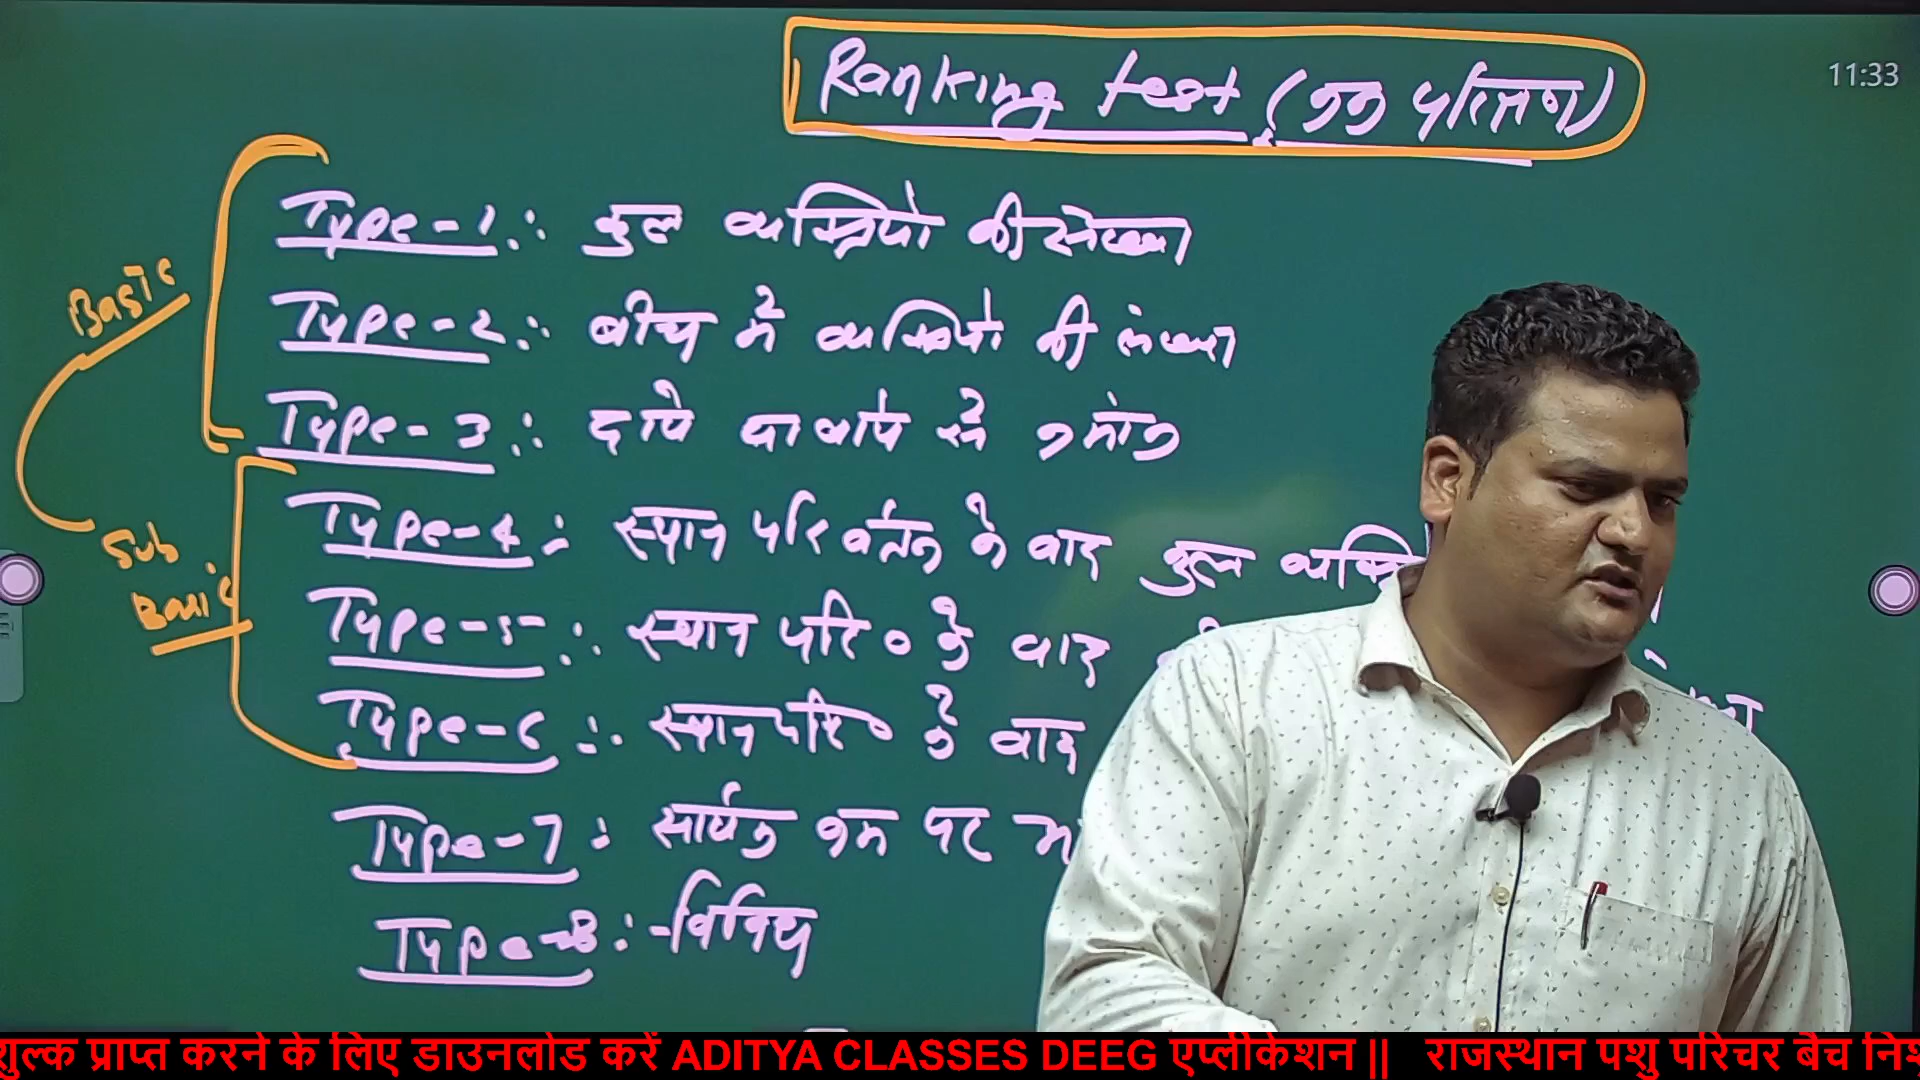 Ranking test (क्रम परिक्षण)
11:33
Type-1 :- कुल व्यक्तियों की संख्या
Type-2 :- बीच में व्यक्तियों की संख्या
Type-3 :- दायें या बायें से क्रमांक
Basic
Type-4 :- स्थान परिवर्तन के बाद कुल
Sub
Basic
Type-5 :- स्थान परि० के बाद
Type-6 :- स्थान परि० के बाद
Type-7 :- क्रम पर
Type-8 :- विविध
शुल्क प्राप्त करने के लिए डाउनलोड करें ADITYA CLASSES DEEG एप्लीकेशन || राजस्थान पशु परिचर बैच